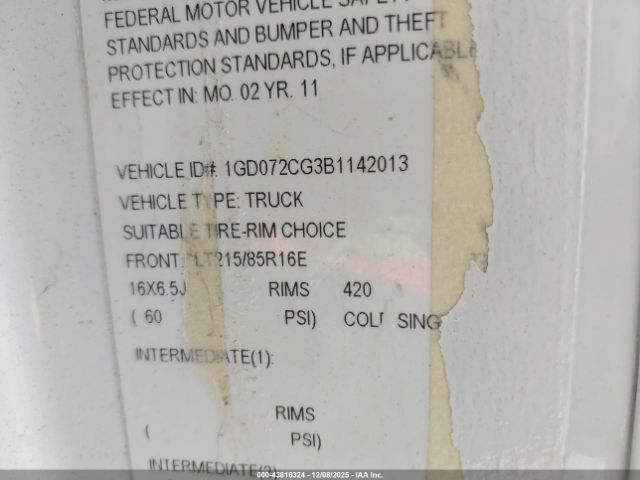 FEDERAL MOTOR VEHICLE
STANDARDS AND BUMPER AND THEFT
PROTECTION STANDARDS, IF APPLICABLE
EFFECT IN: MO. 02 YR. 11
VEHICLE ID#: 1GD072CG3B1142013
VEHICLE TYPE: TRUCK
SUITABLE TIRE-RIM CHOICE
FRONT: LT215/85R16E
16X6.5J RIMS 420
( 60 PSI) COLD SING
INTERMEDIATE(1):
RIMS
( PSI)
INTERMEDIATE(2)
000-43816324 12/08/2025 - IAA Inc.